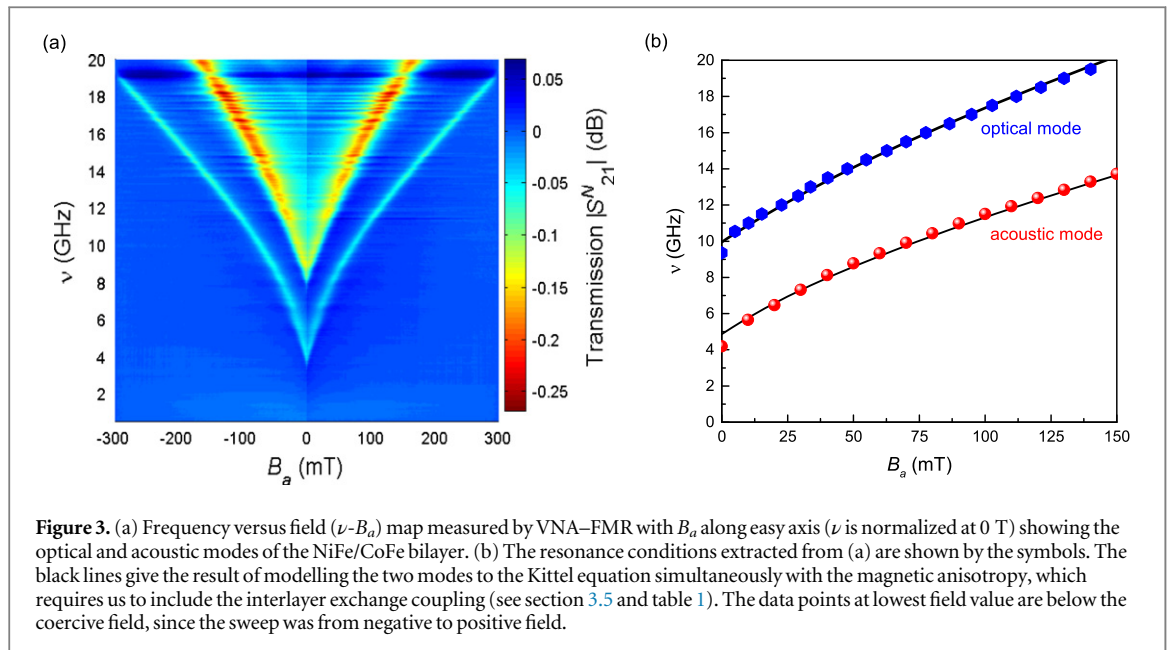 (a)
20
18
16
14
12
10
8
6
4
2
ν (GHz)
-300 -200 -100 0 100 200 300
B_a (mT)
0.05
0
-0.05
-0.1
-0.15
-0.2
-0.25
Transmission |S^N_21| (dB)
(b)
20
18
16
14
12
10
8
6
4
2
0
ν (GHz)
optical mode
acoustic mode
0 25 50 75 100 125 150
B_a (mT)
Figure 3. (a) Frequency versus field (ν-B_a) map measured by VNA–FMR with B_a along easy axis (ν is normalized at 0 T) showing the
optical and acoustic modes of the NiFe/CoFe bilayer. (b) The resonance conditions extracted from (a) are shown by the symbols. The
black lines give the result of modelling the two modes to the Kittel equation simultaneously with the magnetic anisotropy, which
requires us to include the interlayer exchange coupling (see section 3.5 and table 1). The data points at lowest field value are below the
coercive field, since the sweep was from negative to positive field.